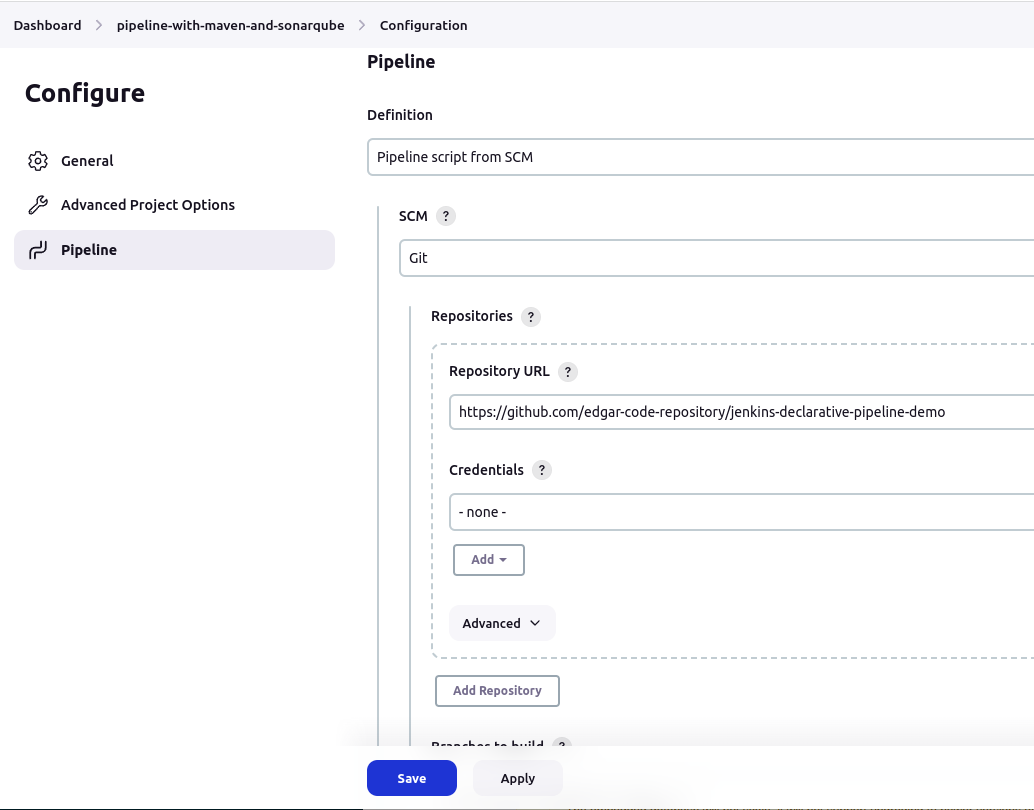 Dashboard > pipeline-with-maven-and-sonarqube > Configuration
Configure
General
Advanced Project Options
Pipeline
Pipeline
Definition
Pipeline script from SCM
SCM ?
Git
Repositories ?
Repository URL ?
https://github.com/edgar-code-repository/jenkins-declarative-pipeline-demo
Credentials ?
- none -
Add
Advanced
Add Repository
Branches to build ?
Save
Apply